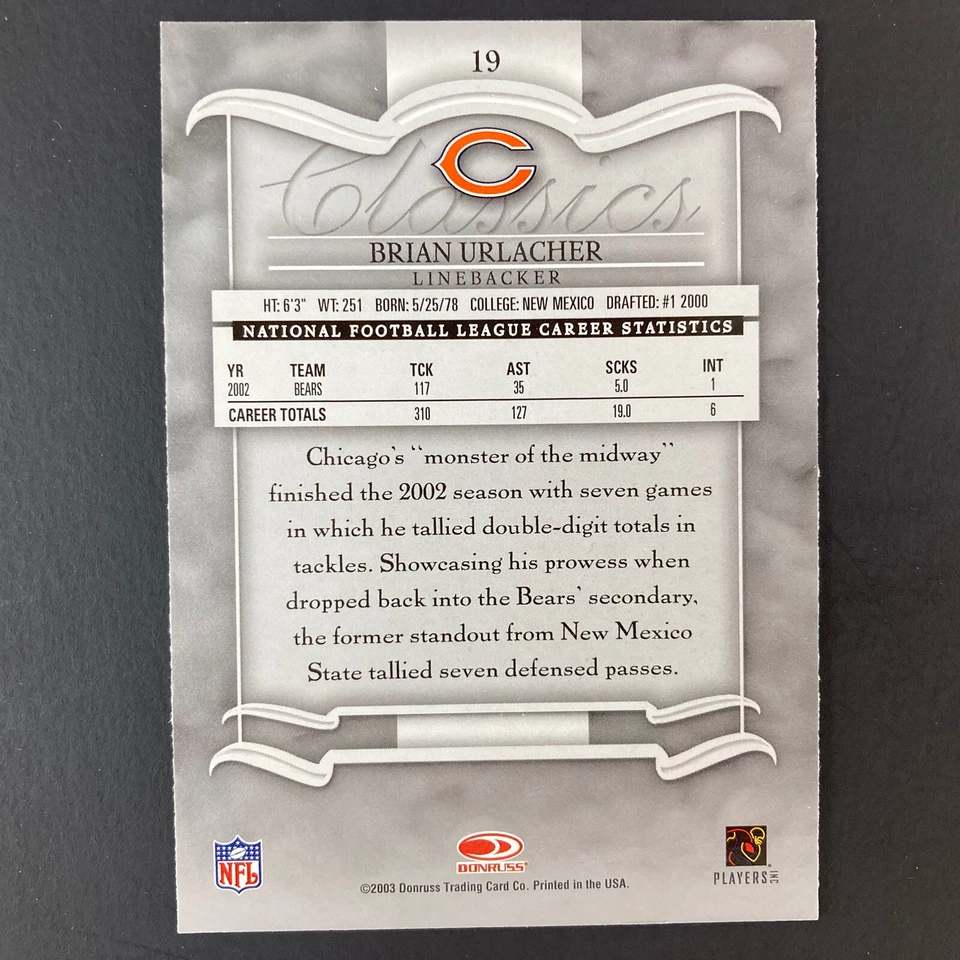 19
Classics
BRIAN URLACHER
LINEBACKER
HT: 6'3" WT: 251 BORN: 5/25/78 COLLEGE: NEW MEXICO DRAFTED: #1 2000
NATIONAL FOOTBALL LEAGUE CAREER STATISTICS
YR TEAM TCK AST SCKS INT
2002 BEARS 117 35 5.0 1
CAREER TOTALS 310 127 19.0 6
Chicago's "monster of the midway"
finished the 2002 season with seven games
in which he tallied double-digit totals in
tackles. Showcasing his prowess when
dropped back into the Bears' secondary,
the former standout from New Mexico
State tallied seven defensed passes.
NFL
DONRUSS®
PLAYERS INC
©2003 Donruss Trading Card Co. Printed in the USA.